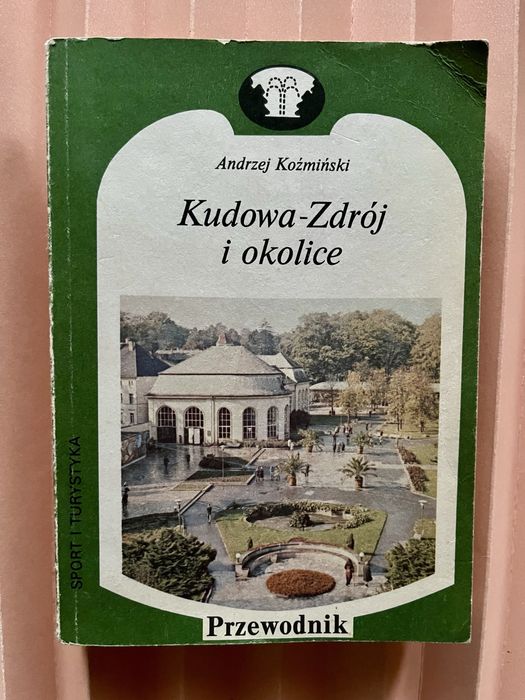 Andrzej Koźmiński
Kudowa-Zdrój
i okolice
SPORT I TURYSTYKA
Przewodnik